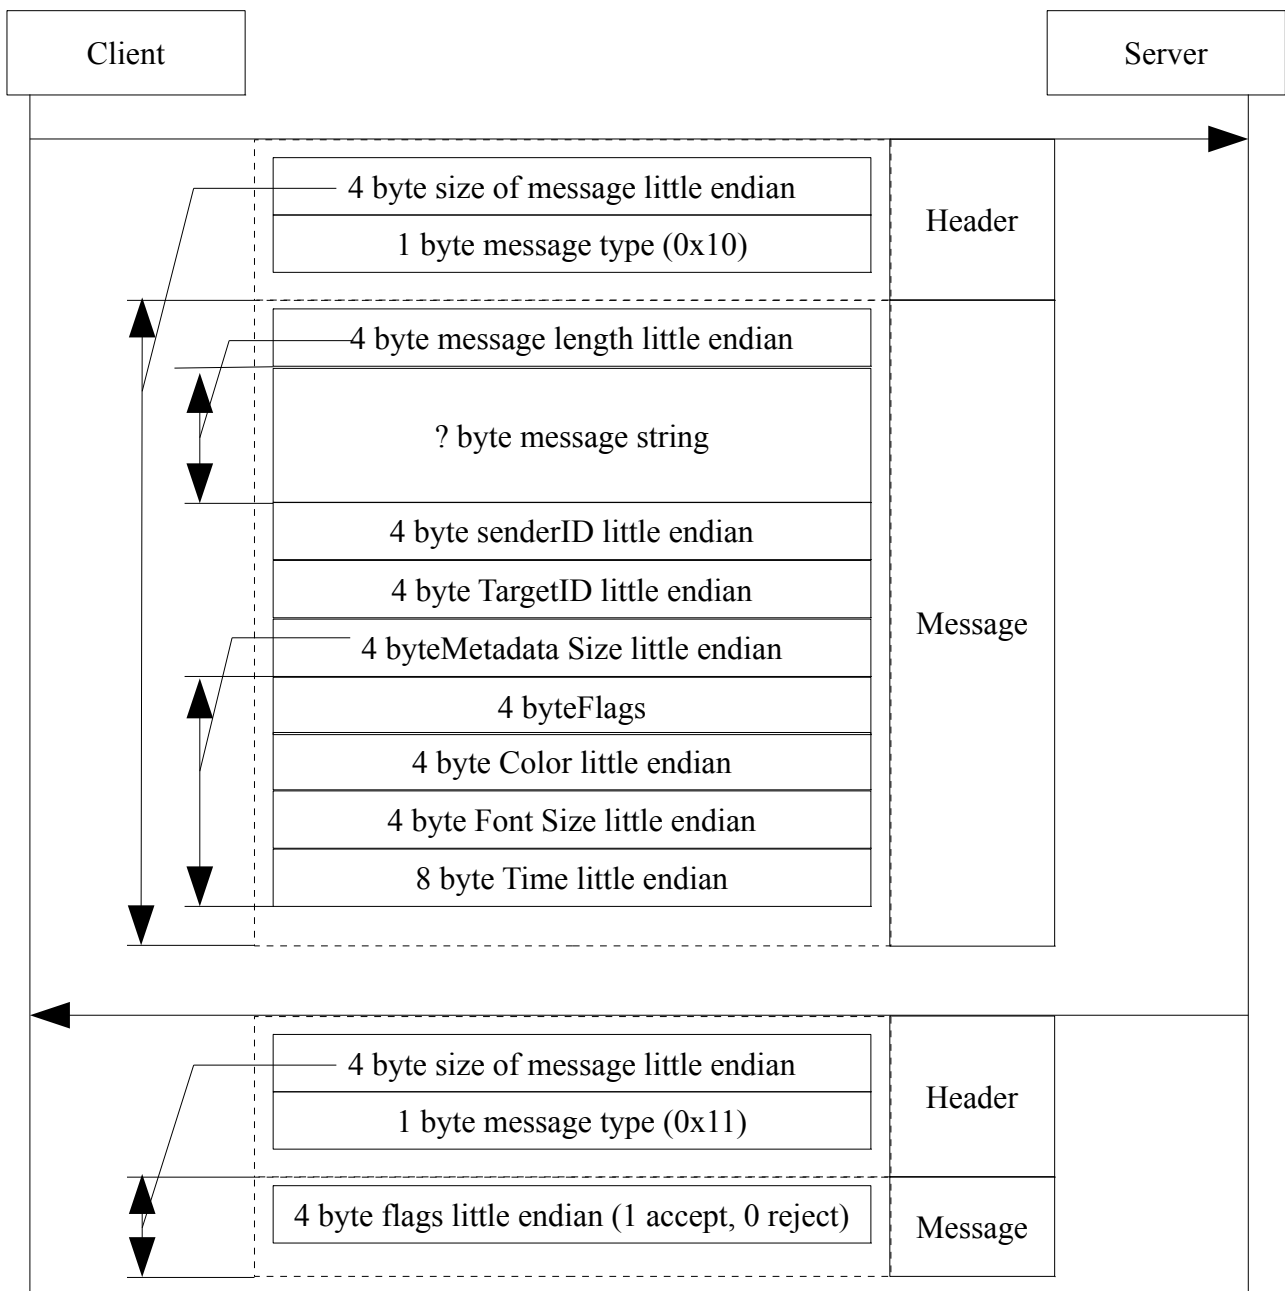 Client
Server
4 byte size of message little endian
1 byte message type (0x10)
Header
4 byte message length little endian
? byte message string
4 byte senderID little endian
4 byte TargetID little endian
4 byteMetadata Size little endian
4 byteFlags
4 byte Color little endian
4 byte Font Size little endian
8 byte Time little endian
Message
4 byte size of message little endian
1 byte message type (0x11)
Header
4 byte flags little endian (1 accept, 0 reject)
Message